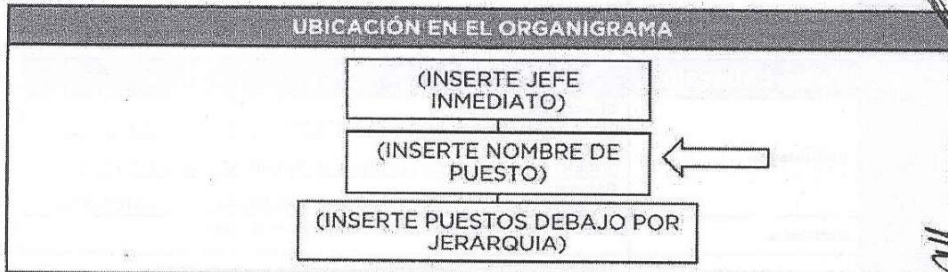 UBICACIÓN EN EL ORGANIGRAMA
(INSERTE JEFE
INMEDIATO)
(INSERTE NOMBRE DE
PUESTO)
(INSERTE PUESTOS DEBAJO POR
JERARQUIA)